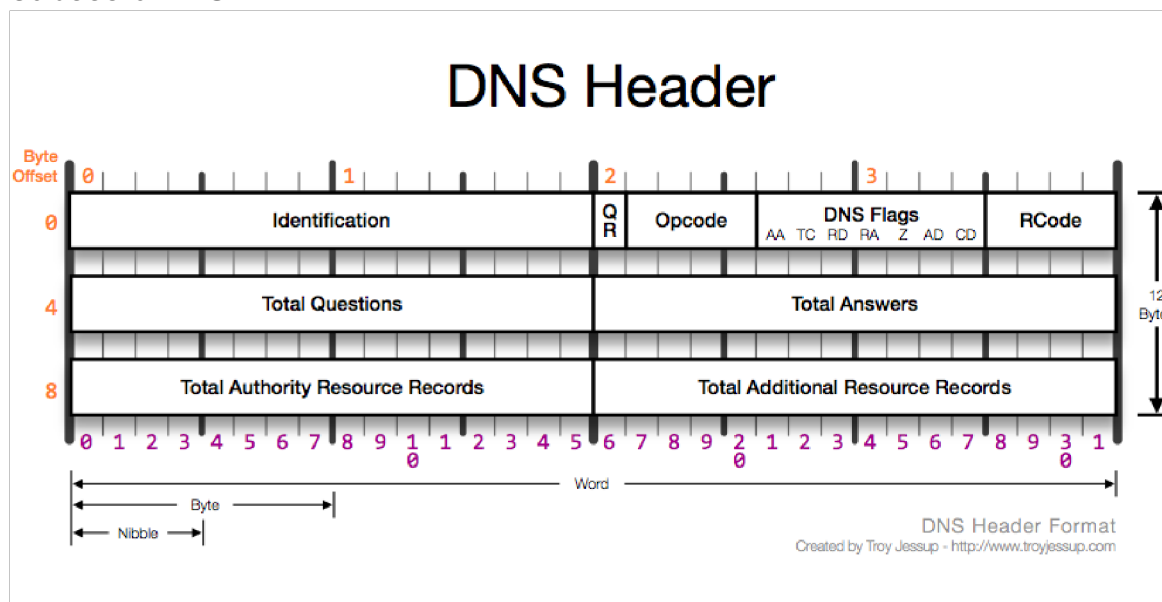 DNS Header
Byte
Offset 0 1 2 3
0 Identification QR Opcode DNS Flags RCode
AA TC RD RA Z AD CD
4 Total Questions Total Answers
12
Byte
8 Total Authority Resource Records Total Additional Resource Records
0 1 2 3 4 5 6 7 8 9 10 1 2 3 4 5 6 7 8 9 20 1 2 3 4 5 6 7 8 9 30 1
Word
Byte
Nibble
DNS Header Format
Created by Troy Jessup - http://www.troyjessup.com